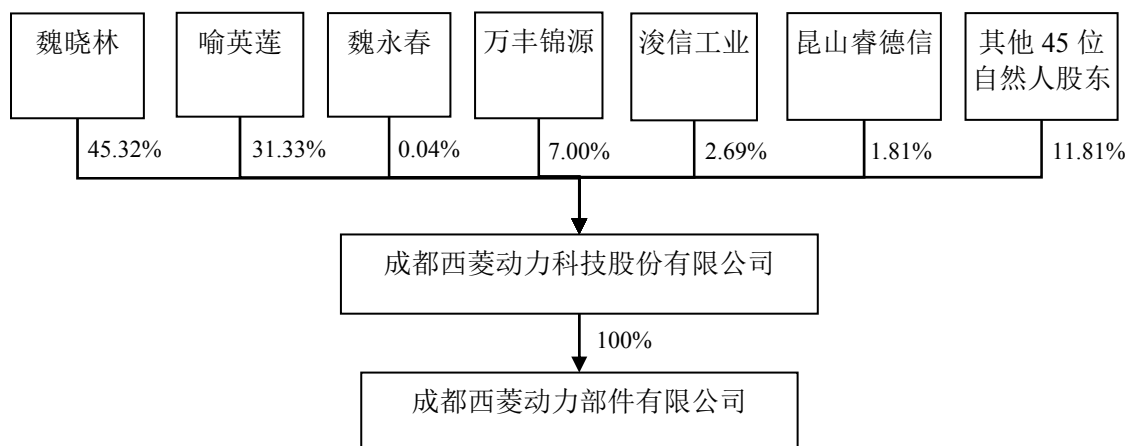 魏晓林
喻英莲
魏永春
万丰锦源
浚信工业
昆山睿德信
其他 45 位
自然人股东
45.32%
31.33%
0.04%
7.00%
2.69%
1.81%
11.81%
成都西菱动力科技股份有限公司
100%
成都西菱动力部件有限公司